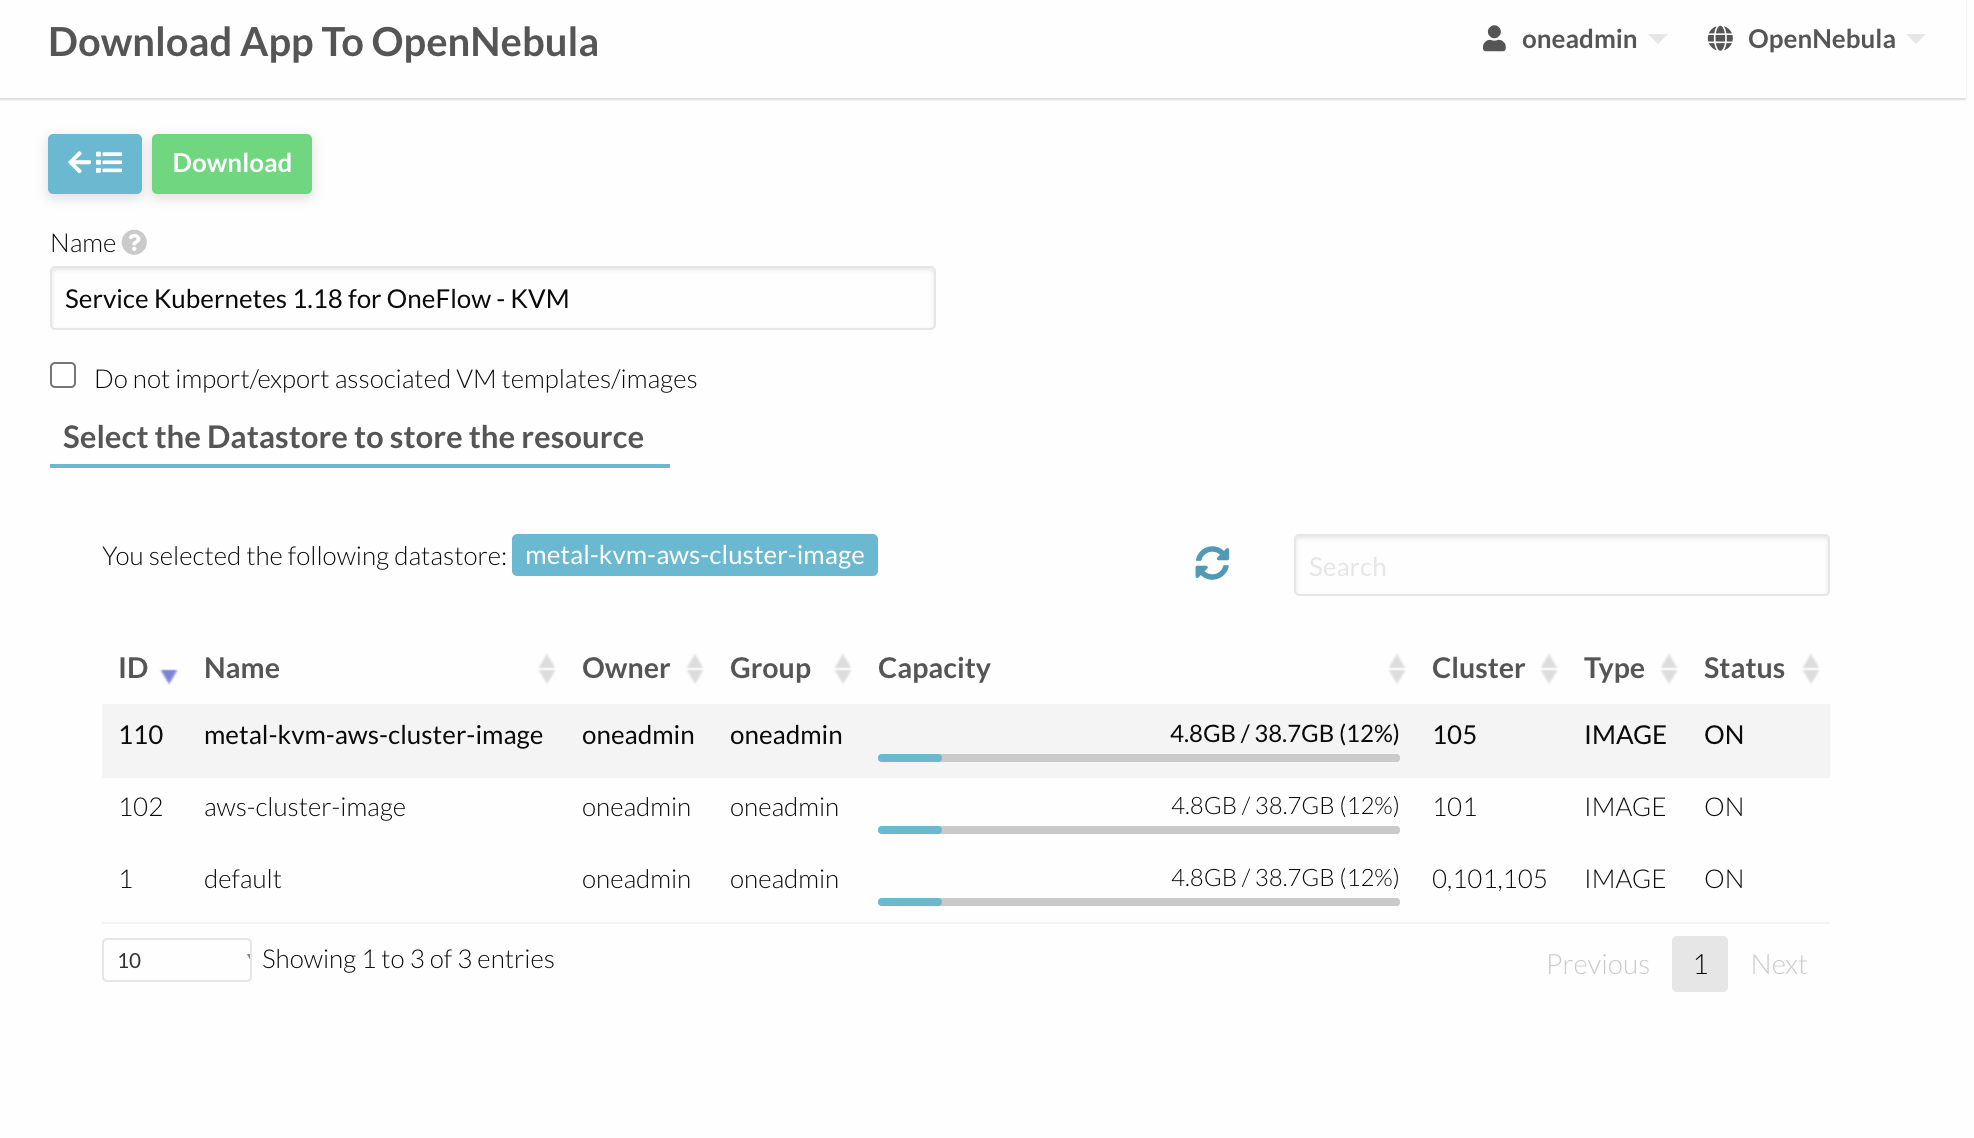 Download App To OpenNebula
oneadmin
OpenNebula
Download
Name
Service Kubernetes 1.18 for OneFlow - KVM
Do not import/export associated VM templates/images
Select the Datastore to store the resource
You selected the following datastore: metal-kvm-aws-cluster-image
Search
ID Name Owner Group Capacity Cluster Type Status
110 metal-kvm-aws-cluster-image oneadmin oneadmin 4.8GB / 38.7GB (12%) 105 IMAGE ON
102 aws-cluster-image oneadmin oneadmin 4.8GB / 38.7GB (12%) 101 IMAGE ON
1 default oneadmin oneadmin 4.8GB / 38.7GB (12%) 0,101,105 IMAGE ON
10 Showing 1 to 3 of 3 entries
Previous 1 Next